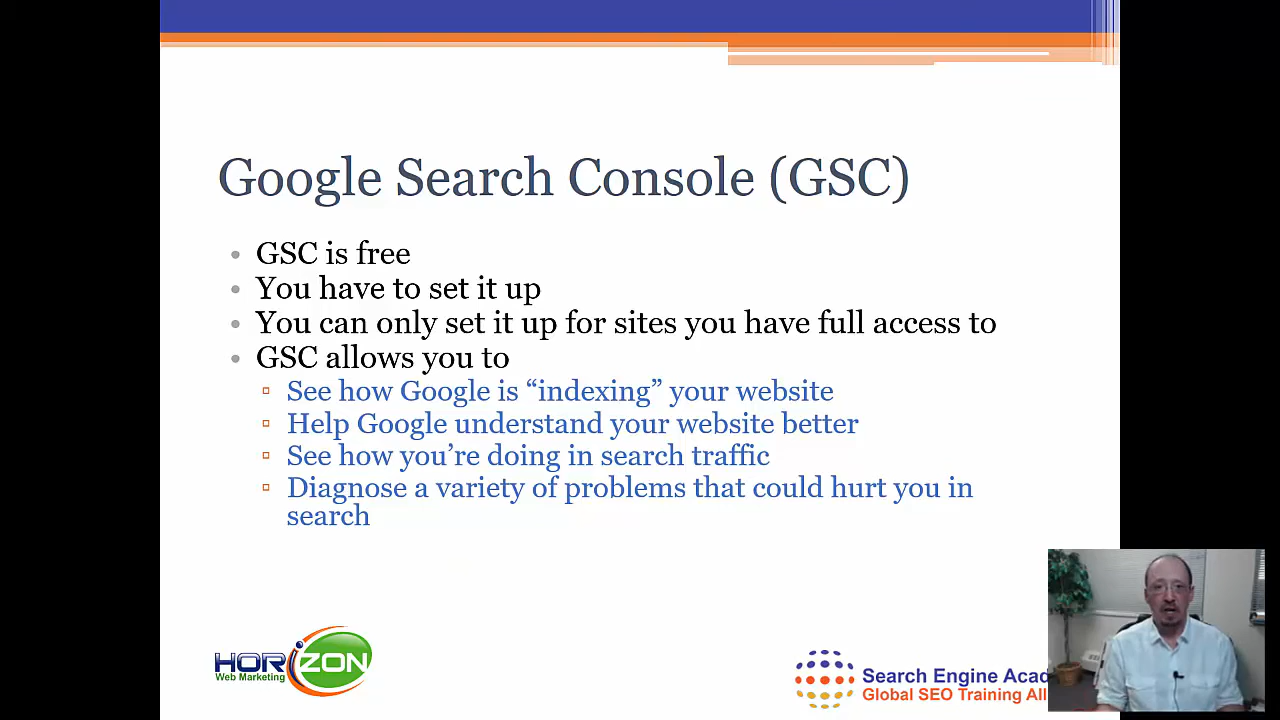 Google Search Console (GSC)
• GSC is free
• You have to set it up
• You can only set it up for sites you have full access to
• GSC allows you to
▫ See how Google is “indexing” your website
▫ Help Google understand your website better
▫ See how you’re doing in search traffic
▫ Diagnose a variety of problems that could hurt you in
search
HORIZON
Web Marketing
Search Engine Acad
Global SEO Training All